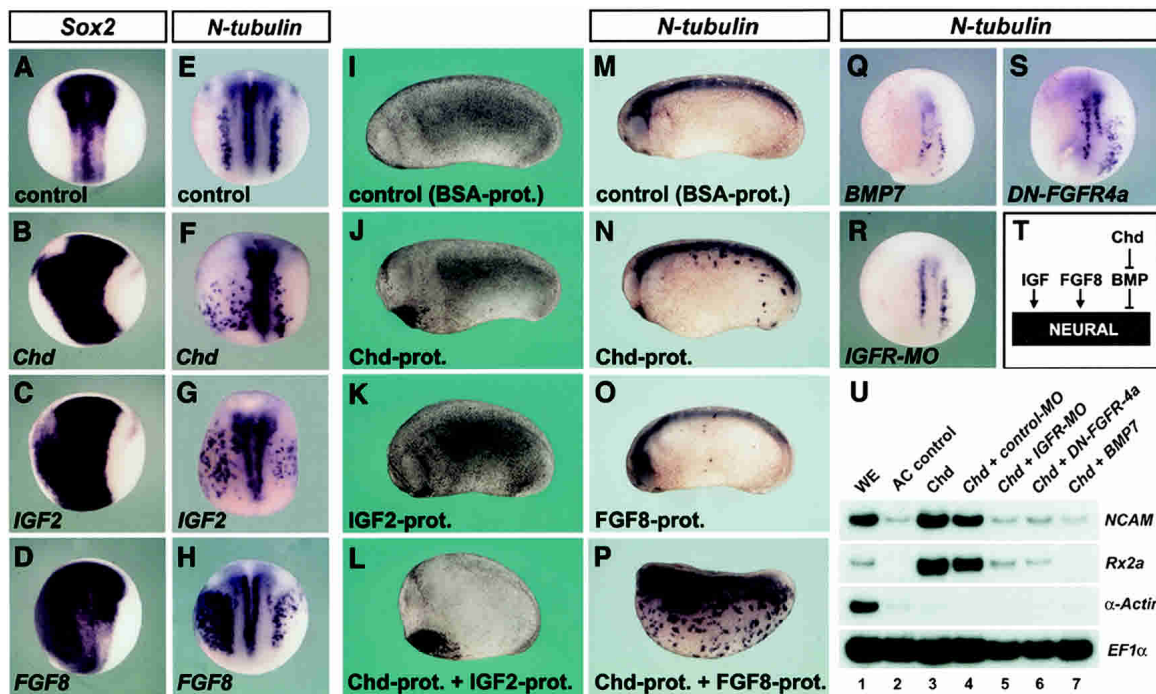 Sox2
N-tubulin
N-tubulin
N-tubulin
A
control
E
control
I
control (BSA-prot.)
M
control (BSA-prot.)
Q
BMP7
S
DN-FGFR4a
B
Chd
F
Chd
J
Chd-prot.
N
Chd-prot.
R
IGFR-MO
T
Chd
IGF FGF8 BMP
NEURAL
C
IGF2
G
IGF2
K
IGF2-prot.
O
FGF8-prot.
D
FGF8
H
FGF8
L
Chd-prot. + IGF2-prot.
P
Chd-prot. + FGF8-prot.
U
WE
AC control
Chd
Chd + control-MO
Chd + IGFR-MO
Chd + DN-FGFR-4a
Chd + BMP7
NCAM
Rx2a
α-Actin
EF1α
1 2 3 4 5 6 7